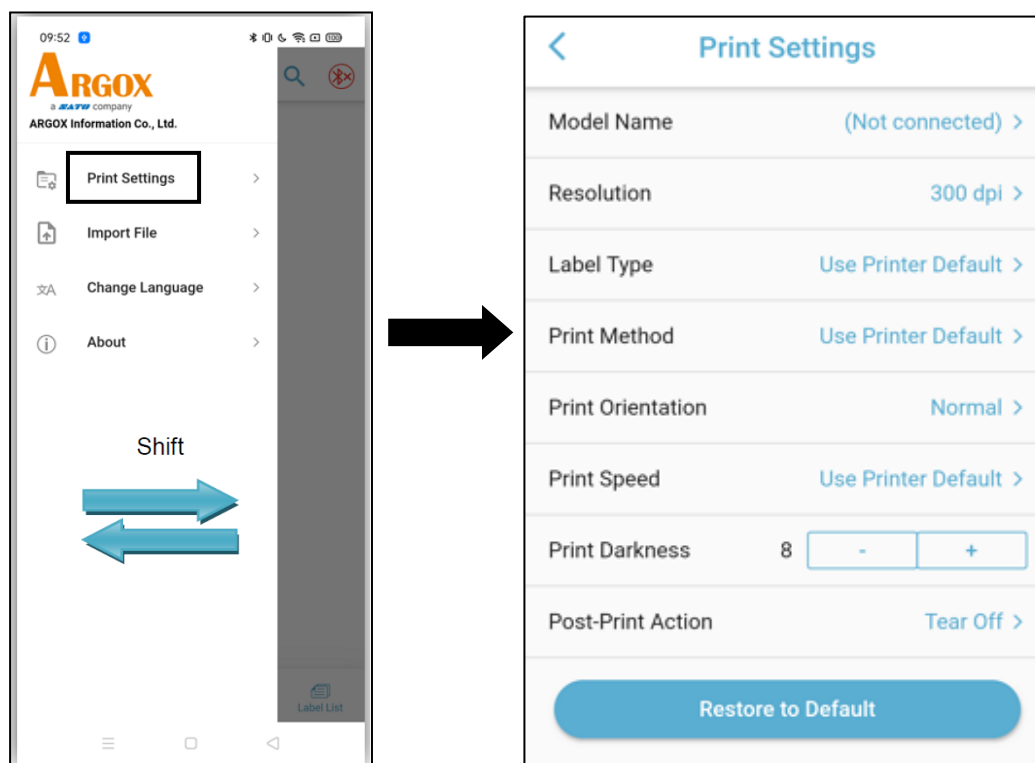 09:52
100
ARGOX
a SATO company
ARGOX Information Co., Ltd.
Print Settings
Import File
Change Language
About
Shift
Label List
Print Settings
Model Name (Not connected)
Resolution 300 dpi
Label Type Use Printer Default
Print Method Use Printer Default
Print Orientation Normal
Print Speed Use Printer Default
Print Darkness 8 - +
Post-Print Action Tear Off
Restore to Default